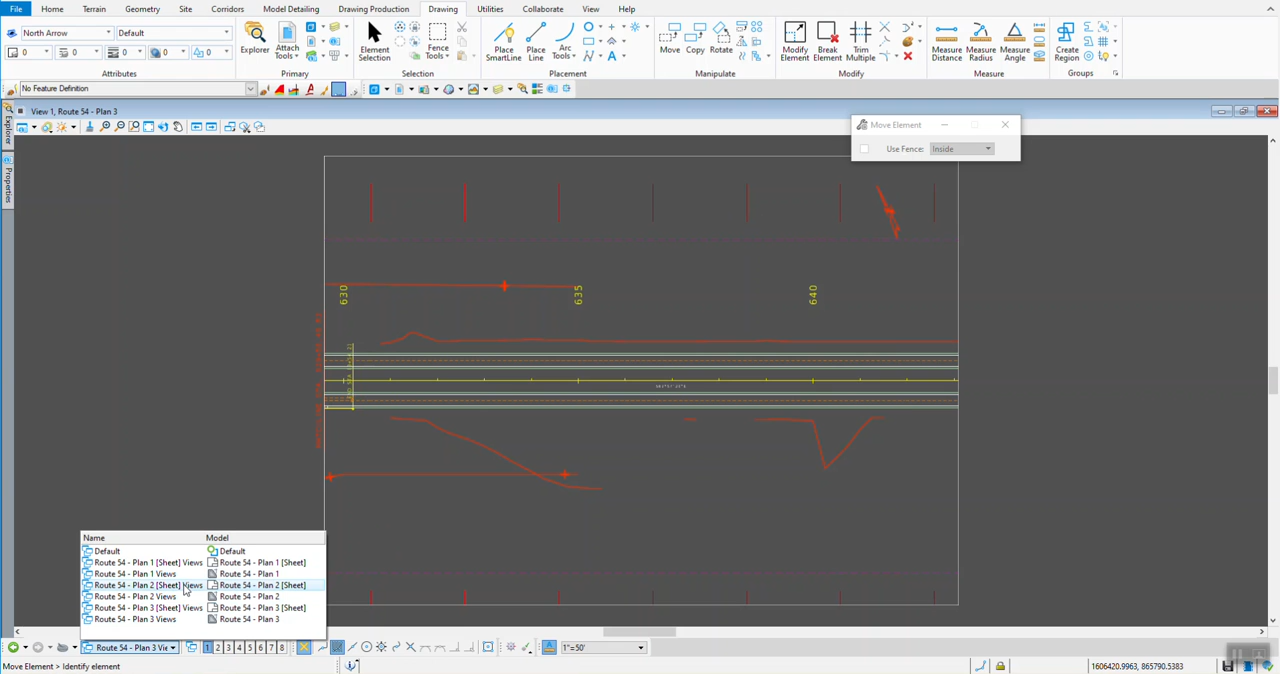 File Home Terrain Geometry Site Corridors Model Detailing Drawing Production Drawing Utilities Collaborate View Help
North Arrow Default
0 0 0 0 0
Explorer Attach Tools Element Selection Fence Tools Place SmartLine Place Line Arc Tools Move Copy Rotate Modify Element Break Element Trim Multiple Measure Distance Measure Radius Measure Angle Create Region
Attributes Primary Selection Placement Manipulate Modify Measure Groups
No Feature Definition
View 1, Route 54 - Plan 3
Explorer
Properties
Move Element
Use Fence: Inside
630 635 640
Name Model
Default Default
Route 54 - Plan 1 [Sheet] Views Route 54 - Plan 1 [Sheet]
Route 54 - Plan 1 Views Route 54 - Plan 1
Route 54 - Plan 2 [Sheet] Views Route 54 - Plan 2 [Sheet]
Route 54 - Plan 2 Views Route 54 - Plan 2
Route 54 - Plan 3 [Sheet] Views Route 54 - Plan 3 [Sheet]
Route 54 - Plan 3 Views Route 54 - Plan 3
Route 54 - Plan 3 Vie 1 2 3 4 5 6 7 8 1"=50'
Move Element > Identify element 1606420.9963, 865790.5383